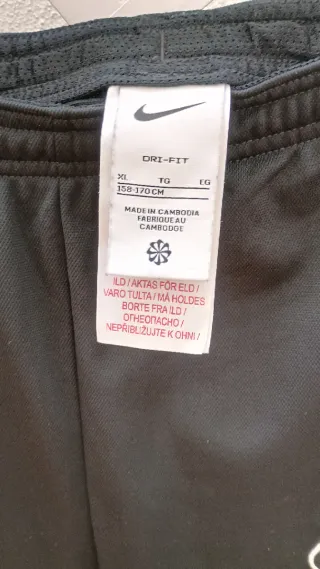 DRI-FIT
XL TG EG
158-170 CM
MADE IN CAMBODIA
FABRIQUÉ AU
CAMBODGE
ILD / AKTAS FÖR ELD /
VARO TULTA / MÅ HOLDES
BORTE FRA ILD /
ОГНЕОПАСНО /
NEPŘIBLIŽUJTE K OHNI /